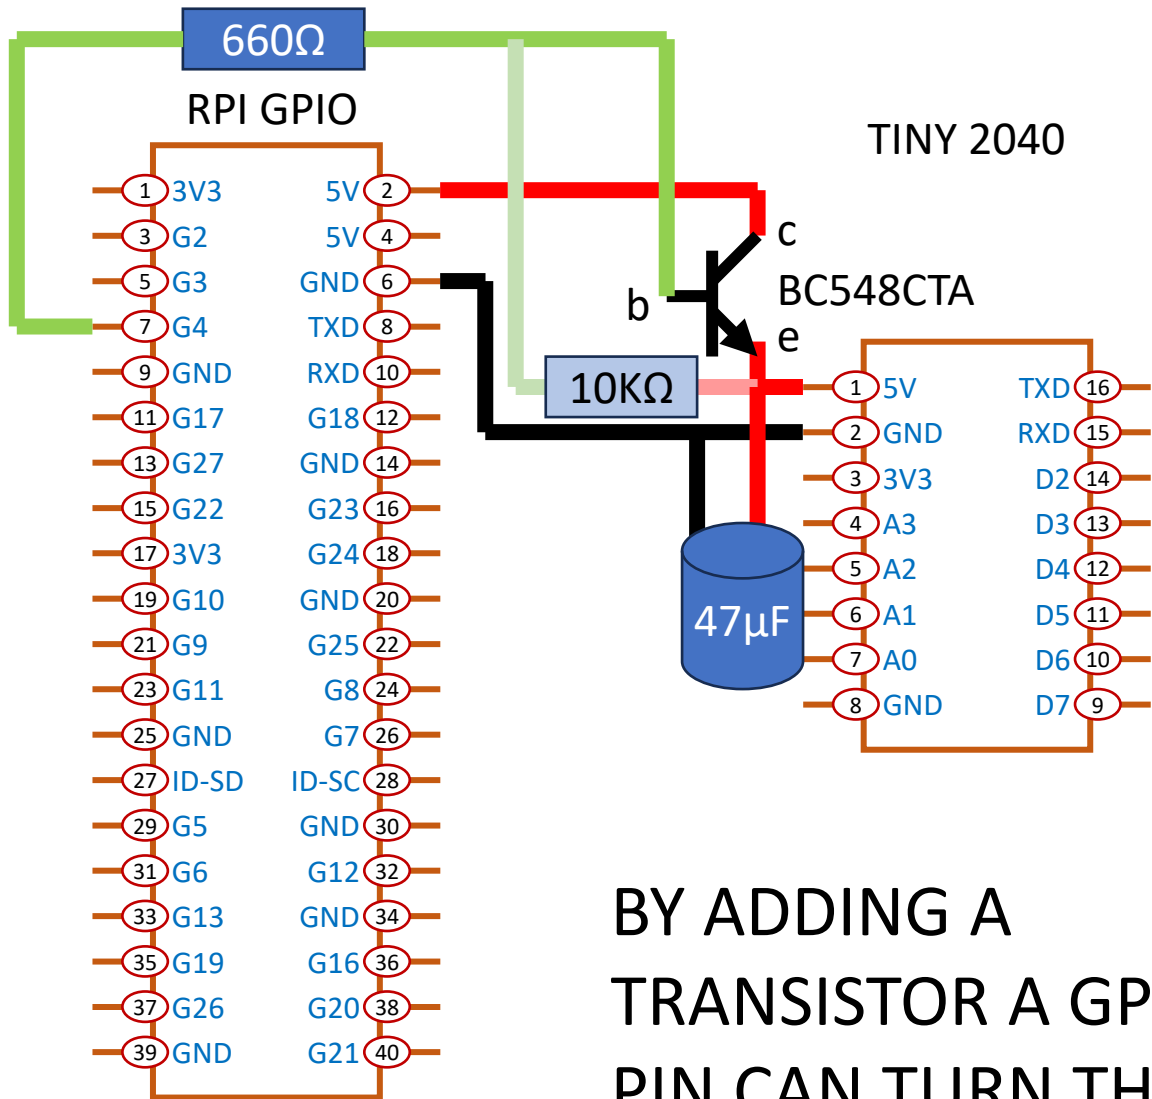 660Ω
RPI GPIO
TINY 2040
1 3V3 5V 2
3 G2 5V 4
5 G3 GND 6
7 G4 TXD 8
9 GND RXD 10
11 G17 G18 12
13 G27 GND 14
15 G22 G23 16
17 3V3 G24 18
19 G10 GND 20
21 G9 G25 22
23 G11 G8 24
25 GND G7 26
27 ID-SD ID-SC 28
29 G5 GND 30
31 G6 G12 32
33 G13 GND 34
35 G19 G16 36
37 G26 G20 38
39 GND G21 40
c
BC548CTA
b
e
10KΩ
47µF
1 5V TXD 16
2 GND RXD 15
3 3V3 D2 14
4 A3 D3 13
5 A2 D4 12
6 A1 D5 11
7 A0 D6 10
8 GND D7 9
BY ADDING A
TRANSISTOR A GP
PIN CAN TURN TH